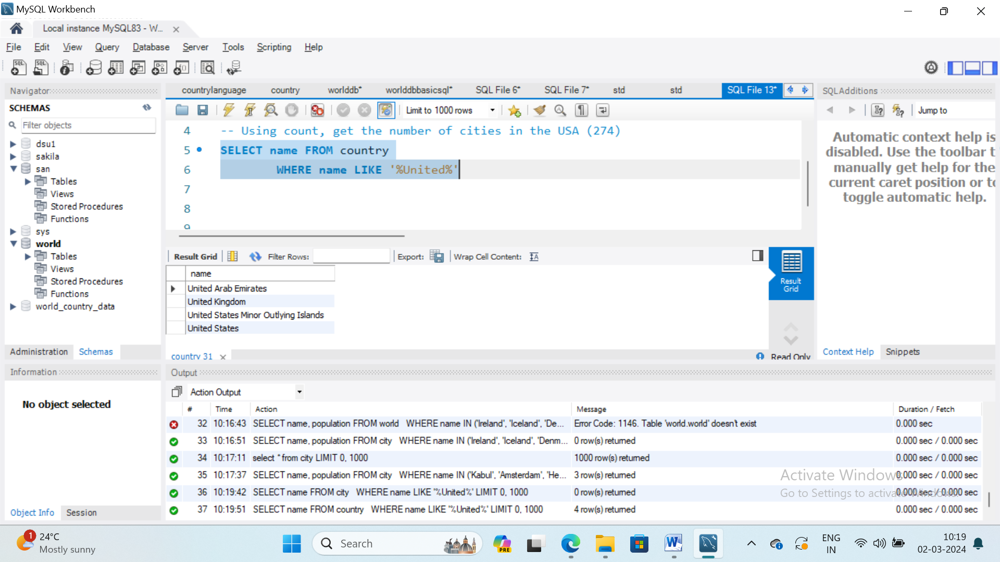 MySQL Workbench
Local instance MySQL83 - W...
File Edit View Query Database Server Tools Scripting Help
Navigator
countrylanguage country worlddb* worlddbbasicsql* SQL File 6* SQL File 7* std std SQL File 13*
SQLAdditions
SCHEMAS
Limit to 1000 rows
Jump to
Filter objects
dsu1
sakila
san
Tables
Views
Stored Procedures
Functions
sys
world
Tables
Views
Stored Procedures
Functions
world_country_data
Administration Schemas
4 -- Using count, get the number of cities in the USA (274)
5 SELECT name FROM country
6 WHERE name LIKE '%United%'
7
8
9
Automatic context help is
disabled. Use the toolbar t
manually get help for the
current caret position or to
toggle automatic help.
Result Grid Filter Rows: Export: Wrap Cell Content:
name
United Arab Emirates
United Kingdom
United States Minor Outlying Islands
United States
Result
Grid
country 31
Read Only
Context Help Snippets
Information
No object selected
Object Info Session
Output
Action Output
# Time Action Message Duration / Fetch
32 10:16:43 SELECT name, population FROM world WHERE name IN ('Ireland', 'Iceland', 'De... Error Code: 1146. Table 'world.world' doesn't exist 0.000 sec
33 10:16:51 SELECT name, population FROM city WHERE name IN ('Ireland', 'Iceland', 'Denm... 0 row(s) returned 0.000 sec / 0.000 sec
34 10:17:11 select * from city LIMIT 0, 1000 1000 row(s) returned 0.000 sec / 0.000 sec
35 10:17:37 SELECT name, population FROM city WHERE name IN ('Kabul', 'Amsterdam', 'He... 3 row(s) returned 0.000 sec / 0.000 sec
36 10:19:42 SELECT name FROM city WHERE name LIKE '%United%' LIMIT 0, 1000 0 row(s) returned 0.000 sec / 0.000 sec
37 10:19:51 SELECT name FROM country WHERE name LIKE '%United%' LIMIT 0, 1000 4 row(s) returned 0.000 sec / 0.000 sec
Activate Windows
Go to Settings to activate Windows.
1
24°C
Mostly sunny
Search
PRE
ENG
IN
10:19
02-03-2024